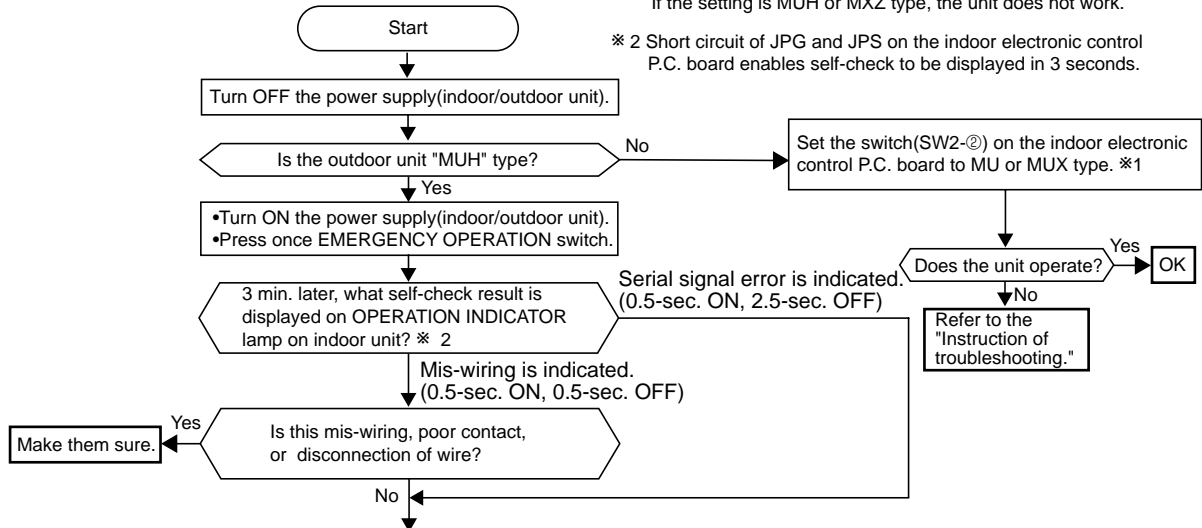 If the setting is MUH or MXZ type, the unit does not work.
※ 2 Short circuit of JPG and JPS on the indoor electronic control
P.C. board enables self-check to be displayed in 3 seconds.
Start
Turn OFF the power supply(indoor/outdoor unit).
Is the outdoor unit "MUH" type?
No
Set the switch(SW2-②) on the indoor electronic
control P.C. board to MU or MUX type. ※1
Yes
•Turn ON the power supply(indoor/outdoor unit).
•Press once EMERGENCY OPERATION switch.
Does the unit operate?
Yes
OK
No
Refer to the
"Instruction of
troubleshooting."
3 min. later, what self-check result is
displayed on OPERATION INDICATOR
lamp on indoor unit? ※ 2
Serial signal error is indicated.
(0.5-sec. ON, 2.5-sec. OFF)
Mis-wiring is indicated.
(0.5-sec. ON, 0.5-sec. OFF)
Is this mis-wiring, poor contact,
or disconnection of wire?
Yes
Make them sure.
No